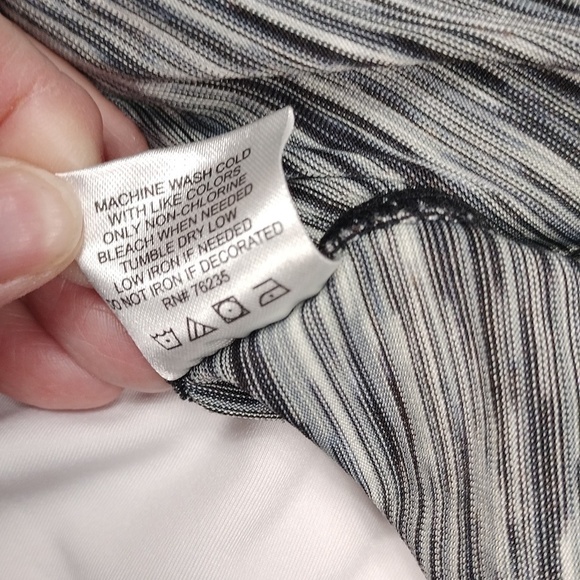 MACHINE WASH COLD
WITH LIKE COLORS
ONLY NON-CHLORINE
BLEACH WHEN NEEDED
TUMBLE DRY LOW
LOW IRON IF NEEDED
DO NOT IRON IF DECORATED
RN# 76235